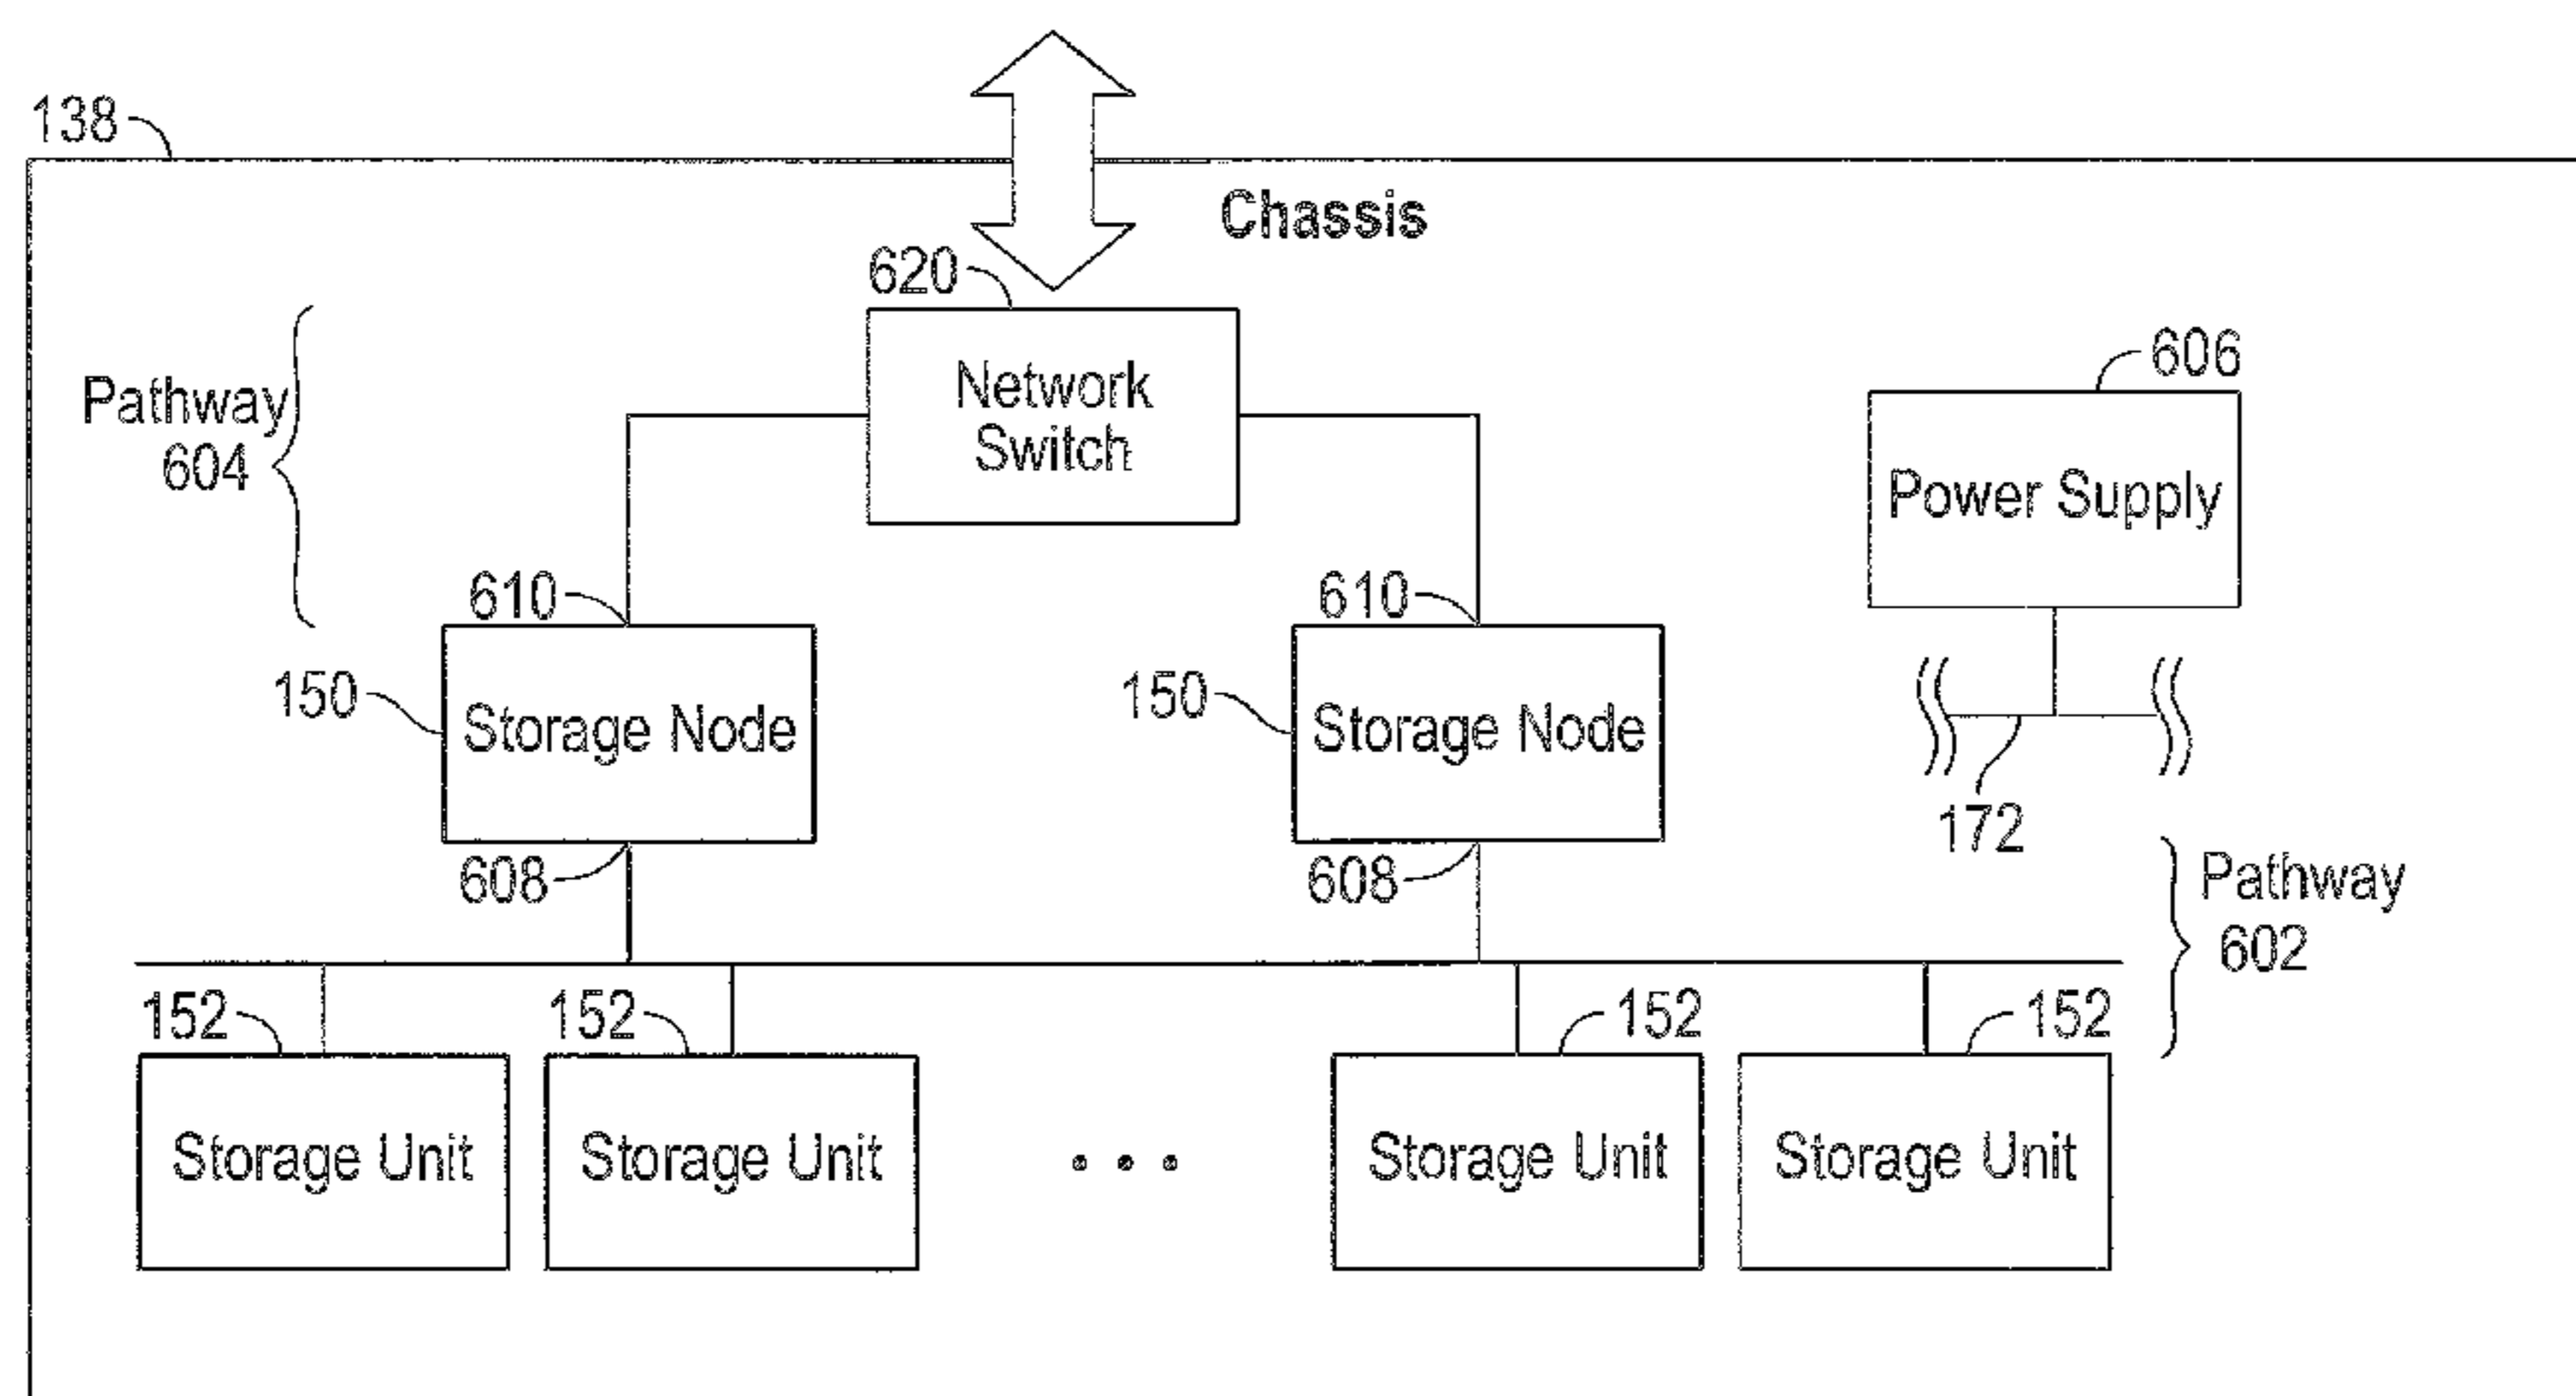 138
Chassis
620
Network
Switch
Pathway
604
606
Power Supply
610
610
150
Storage Node
150
Storage Node
172
608
608
Pathway
602
152
152
152
152
Storage Unit
Storage Unit
Storage Unit
Storage Unit